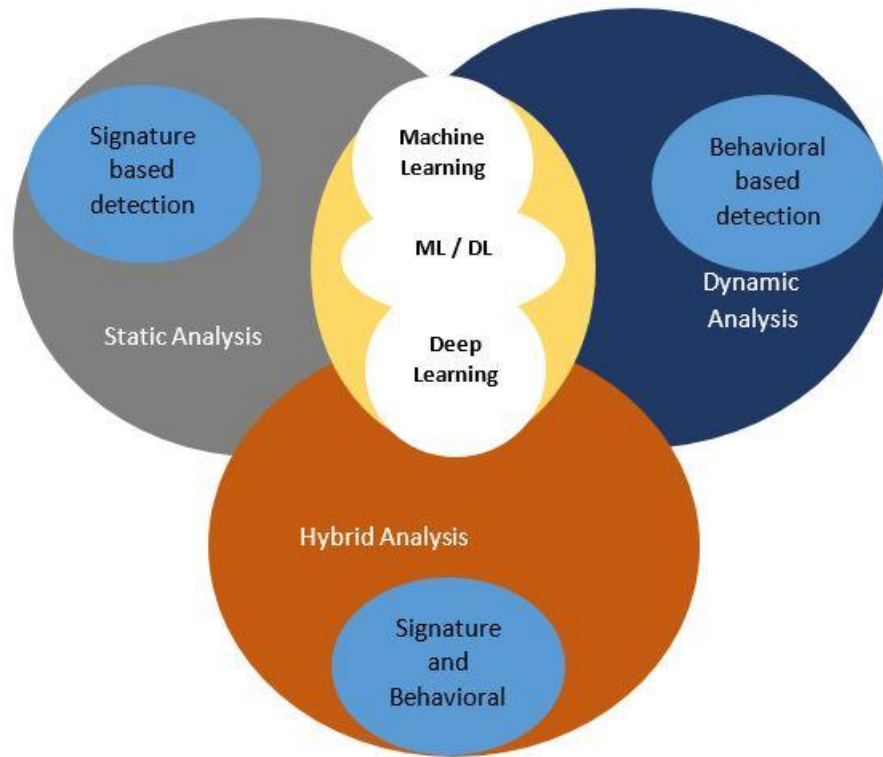 Signature
based
detection
Static Analysis
Machine
Learning
ML / DL
Deep
Learning
Behavioral
based
detection
Dynamic
Analysis
Hybrid Analysis
Signature
and
Behavioral